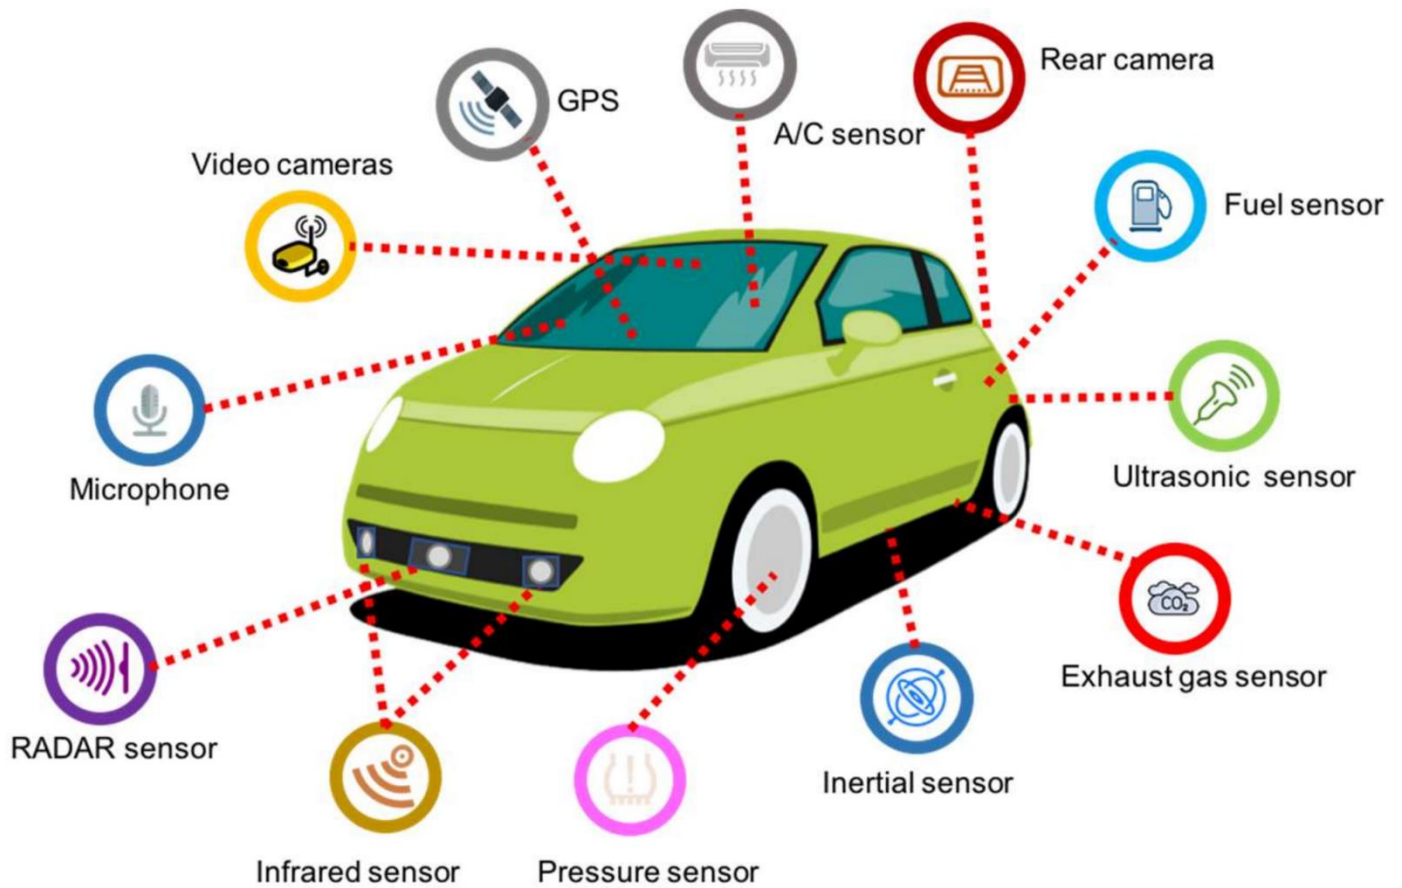 Rear camera
GPS
A/C sensor
Video cameras
Fuel sensor
Ultrasonic sensor
Microphone
CO₂
Exhaust gas sensor
RADAR sensor
Inertial sensor
Infrared sensor
Pressure sensor